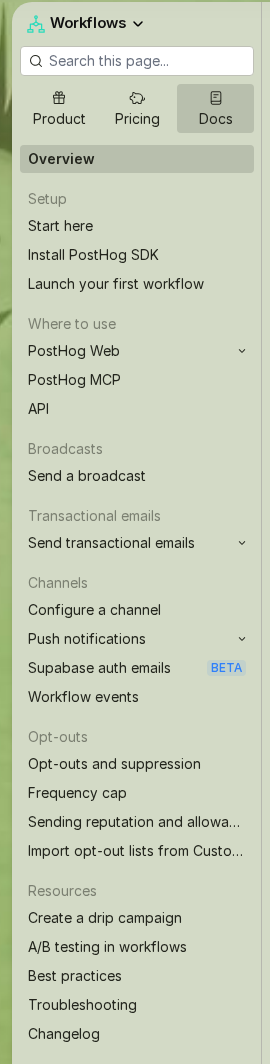 Workflows
Search this page...
Product
Pricing
Docs
Overview
Setup
Start here
Install PostHog SDK
Launch your first workflow
Where to use
PostHog Web
PostHog MCP
API
Broadcasts
Send a broadcast
Transactional emails
Send transactional emails
Channels
Configure a channel
Push notifications
Supabase auth emails BETA
Workflow events
Opt-outs
Opt-outs and suppression
Frequency cap
Sending reputation and allowa...
Import opt-out lists from Custo...
Resources
Create a drip campaign
A/B testing in workflows
Best practices
Troubleshooting
Changelog